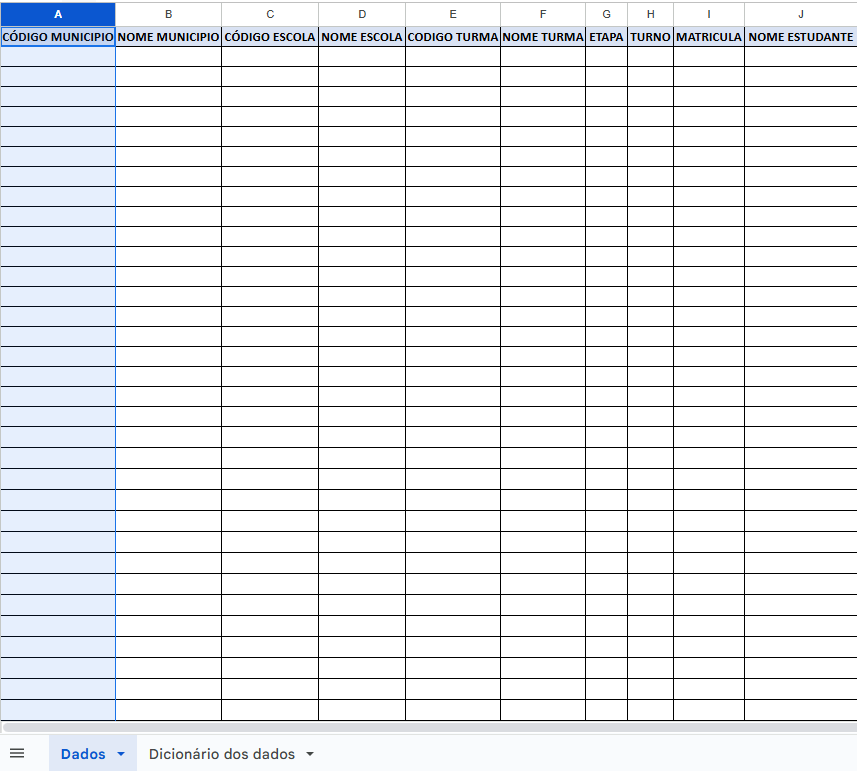 A B C D E F G H I J
CÓDIGO MUNICIPIO NOME MUNICIPIO CÓDIGO ESCOLA NOME ESCOLA CODIGO TURMA NOME TURMA ETAPA TURNO MATRICULA NOME ESTUDANTE
Dados Dicionário dos dados